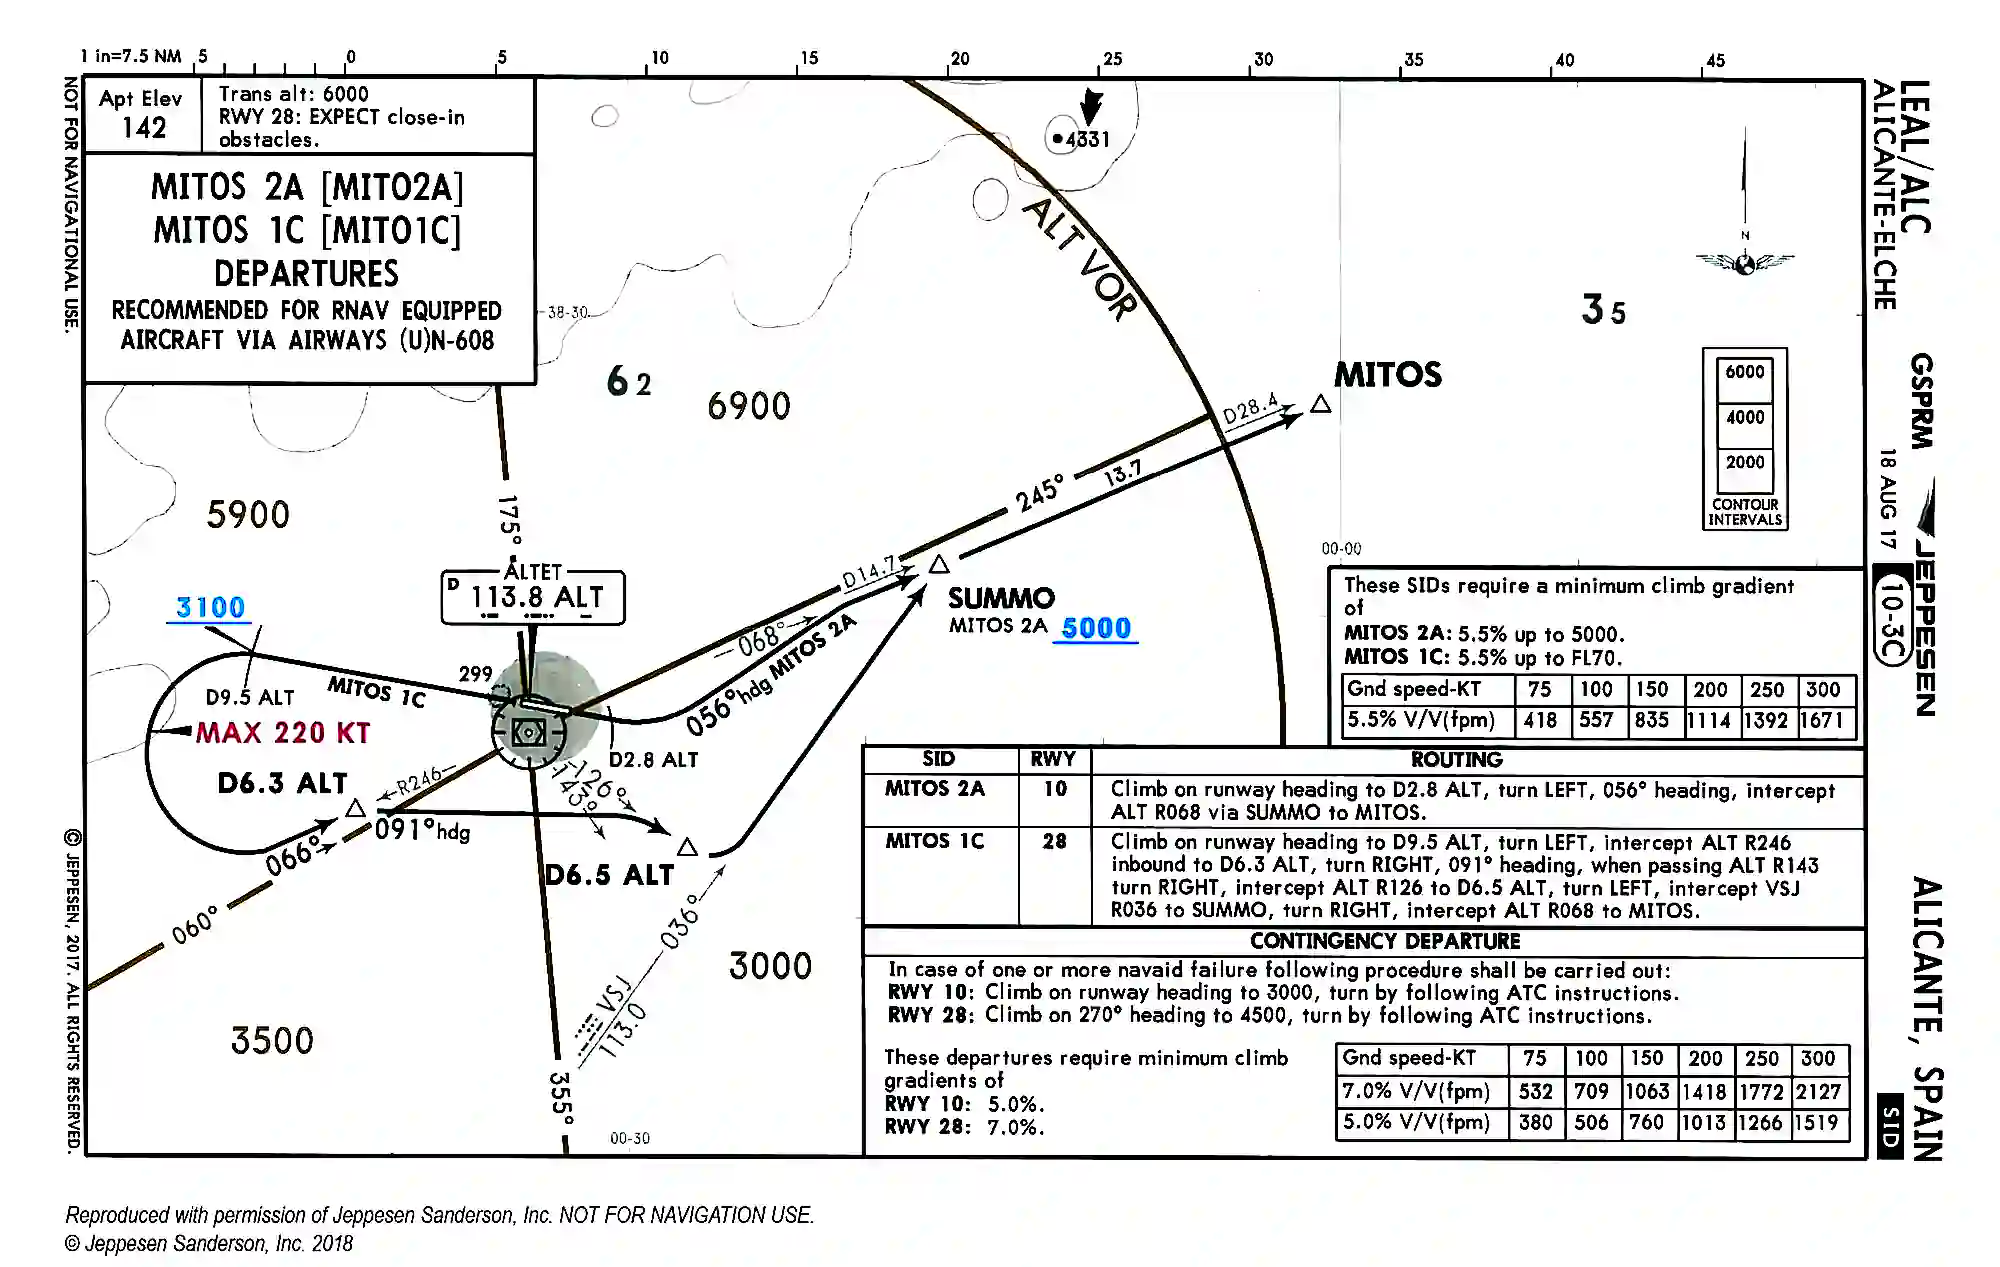 1 in=7.5 NM 5 0 5 10 15 20 25 30 35 40 45
NOT FOR NAVIGATIONAL USE.
Apt Elev
142
Trans alt: 6000
RWY 28: EXPECT close-in
obstacles.
MITOS 2A [MITO2A]
MITOS 1C [MITO1C]
DEPARTURES
RECOMMENDED FOR RNAV EQUIPPED
AIRCRAFT VIA AIRWAYS (U)N-608
4331
ALT VOR
N
35
38-30
62
6900
MITOS
D28.4
13.7
245°
6000
4000
2000
CONTOUR
INTERVALS
5900
175°
00-00
ALTET
D 113.8 ALT
D14.7
068°
056°hdg MITOS 2A
SUMMO
MITOS 2A 5000
3100
299
D9.5 ALT
MITOS 1C
MAX 220 KT
D2.8 ALT
D6.3 ALT
R246
126°
143°
091°hdg
066°
D6.5 ALT
060°
036°
VSJ
113.0
3000
3500
355°
00-30
These SIDs require a minimum climb gradient
of
MITOS 2A: 5.5% up to 5000.
MITOS 1C: 5.5% up to FL70.
Gnd speed-KT 75 100 150 200 250 300
5.5% V/V(fpm) 418 557 835 1114 1392 1671
SID RWY ROUTING
MITOS 2A 10 Climb on runway heading to D2.8 ALT, turn LEFT, 056° heading, intercept
ALT R068 via SUMMO to MITOS.
MITOS 1C 28 Climb on runway heading to D9.5 ALT, turn LEFT, intercept ALT R246
inbound to D6.3 ALT, turn RIGHT, 091° heading, when passing ALT R143
turn RIGHT, intercept ALT R126 to D6.5 ALT, turn LEFT, intercept VSJ
R036 to SUMMO, turn RIGHT, intercept ALT R068 to MITOS.
CONTINGENCY DEPARTURE
In case of one or more navaid failure following procedure shall be carried out:
RWY 10: Climb on runway heading to 3000, turn by following ATC instructions.
RWY 28: Climb on 270° heading to 4500, turn by following ATC instructions.
These departures require minimum climb
gradients of
RWY 10: 5.0%.
RWY 28: 7.0%.
Gnd speed-KT 75 100 150 200 250 300
7.0% V/V(fpm) 532 709 1063 1418 1772 2127
5.0% V/V(fpm) 380 506 760 1013 1266 1519
© JEPPESEN, 2017. ALL RIGHTS RESERVED.
LEAL/ALC
ALICANTE-ELCHE
GSPRM
18 AUG 17
JEPPESEN
10-3C
ALICANTE, SPAIN
SID
Reproduced with permission of Jeppesen Sanderson, Inc. NOT FOR NAVIGATION USE.
© Jeppesen Sanderson, Inc. 2018